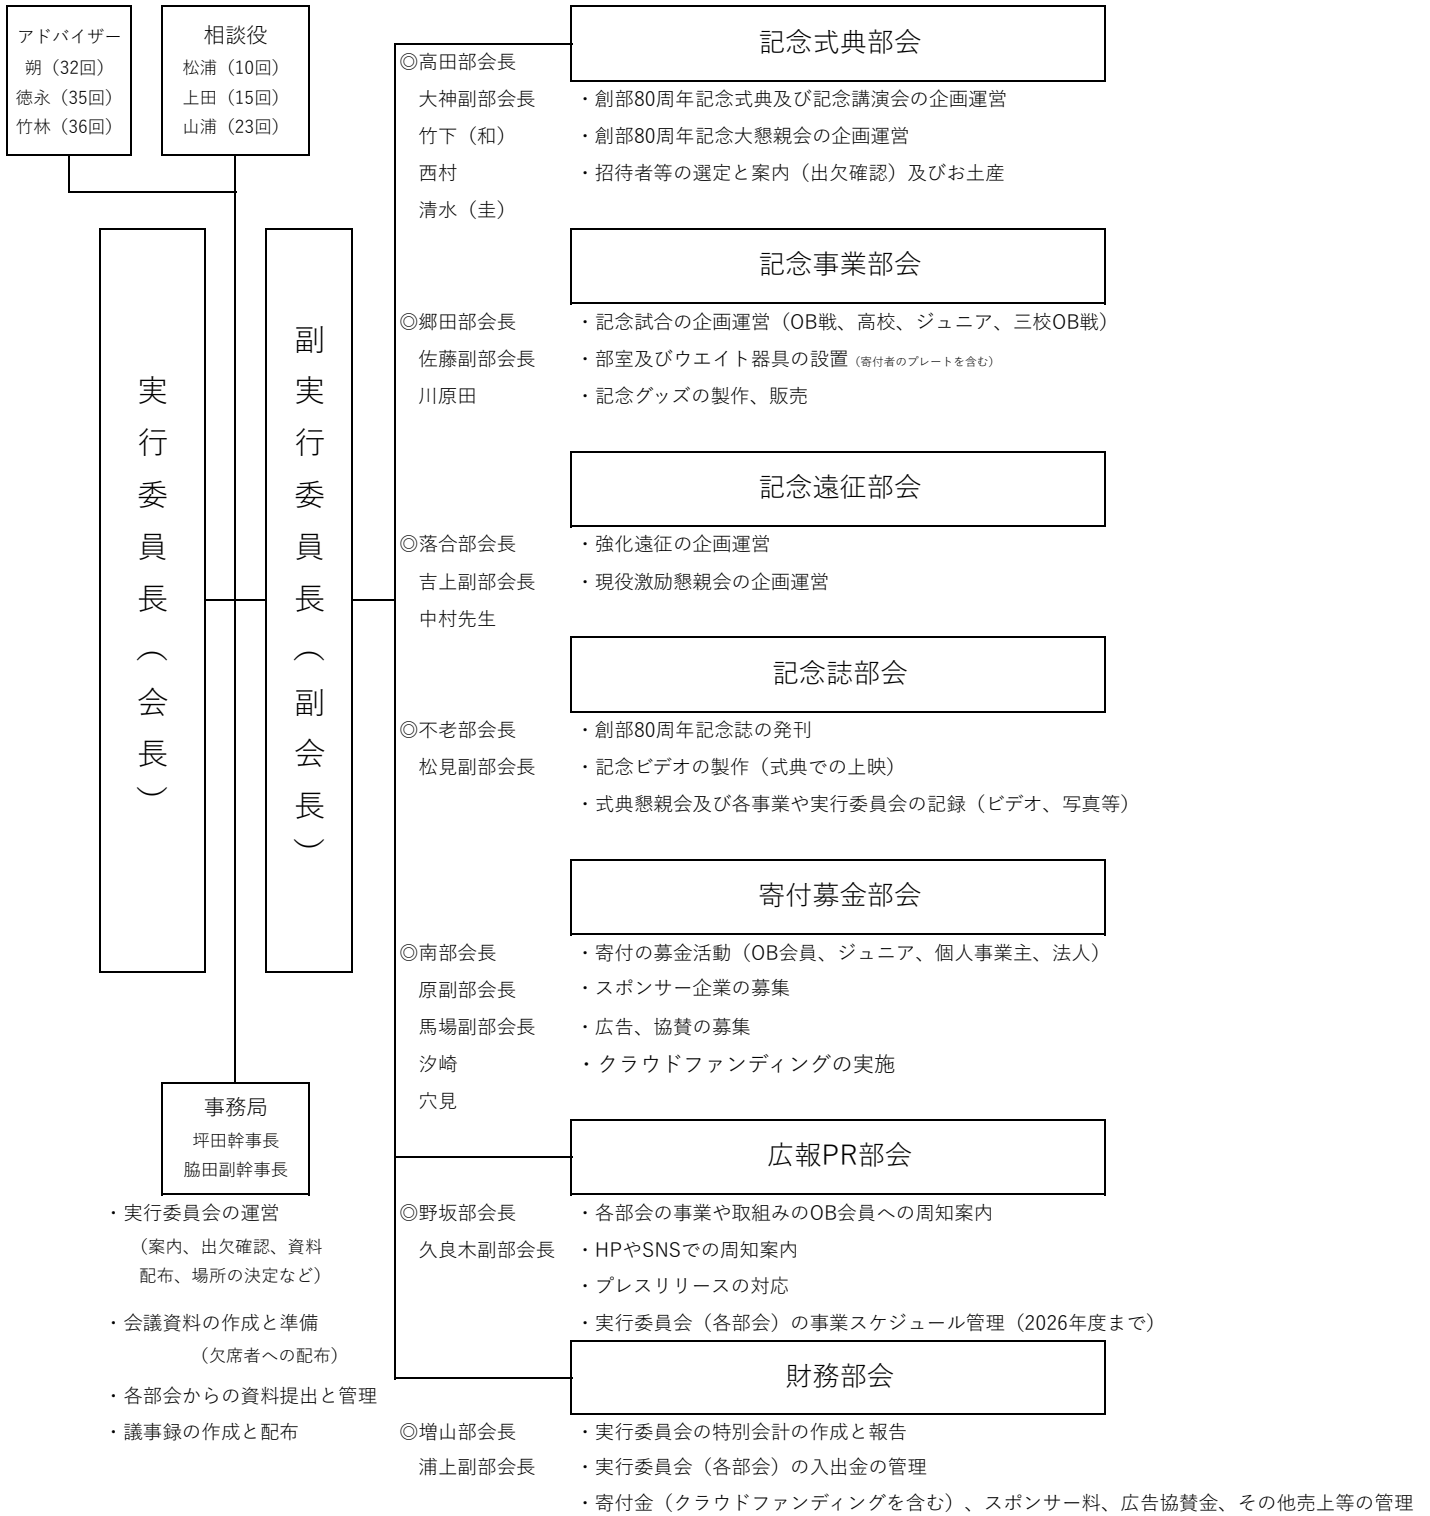 アドバイザー
朔（32回）
徳永（35回）
竹林（36回）
相談役
松浦（10回）
上田（15回）
山浦（23回）
実行委員長（会長）
副実行委員長（副会長）
事務局
坪田幹事長
脇田副幹事長
・実行委員会の運営
（案内、出欠確認、資料
配布、場所の決定など）
・会議資料の作成と準備
（欠席者への配布）
・各部会からの資料提出と管理
・議事録の作成と配布
記念式典部会
◎高田部会長
大神副部会長
竹下（和）
西村
清水（圭）
・創部80周年記念式典及び記念講演会の企画運営
・創部80周年記念大懇親会の企画運営
・招待者等の選定と案内（出欠確認）及びお土産
記念事業部会
◎郷田部会長
佐藤副部会長
川原田
・記念試合の企画運営（OB戦、高校、ジュニア、三校OB戦）
・部室及びウエイト器具の設置（寄付者のプレートを含む）
・記念グッズの製作、販売
記念遠征部会
◎落合部会長
吉上副部会長
中村先生
・強化遠征の企画運営
・現役激励懇親会の企画運営
記念誌部会
◎不老部会長
松見副部会長
・創部80周年記念誌の発刊
・記念ビデオの製作（式典での上映）
・式典懇親会及び各事業や実行委員会の記録（ビデオ、写真等）
寄付募金部会
◎南部会長
原副部会長
馬場副部会長
汐崎
穴見
・寄付の募金活動（OB会員、ジュニア、個人事業主、法人）
・スポンサー企業の募集
・広告、協賛の募集
・クラウドファンディングの実施
広報PR部会
◎野坂部会長
久良木副部会長
・各部会の事業や取組みのOB会員への周知案内
・HPやSNSでの周知案内
・プレスリリースの対応
・実行委員会（各部会）の事業スケジュール管理（2026年度まで）
財務部会
◎増山部会長
浦上副部会長
・実行委員会の特別会計の作成と報告
・実行委員会（各部会）の入出金の管理
・寄付金（クラウドファンディングを含む）、スポンサー料、広告協賛金、その他売上等の管理